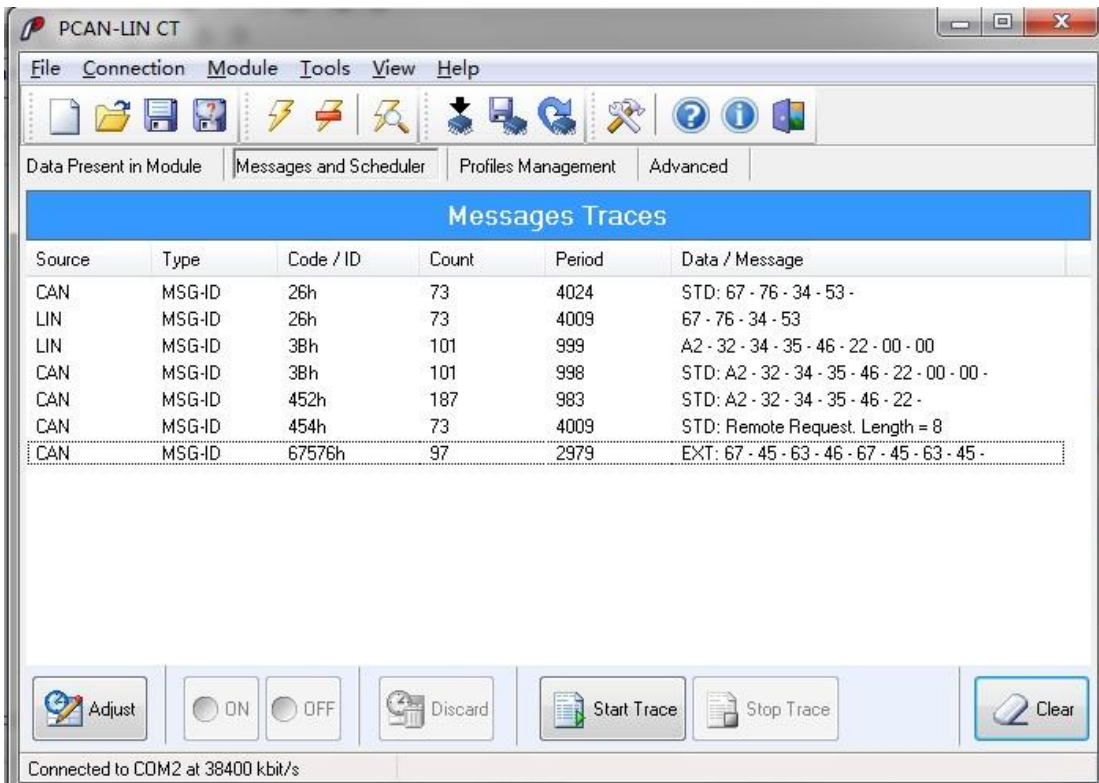 PCAN-LIN CT
File Connection Module Tools View Help
Data Present in Module Messages and Scheduler Profiles Management Advanced
Messages Traces
Source Type Code / ID Count Period Data / Message
CAN MSG-ID 26h 73 4024 STD: 67 - 76 - 34 - 53 -
LIN MSG-ID 26h 73 4009 67 - 76 - 34 - 53
LIN MSG-ID 3Bh 101 999 A2 - 32 - 34 - 35 - 46 - 22 - 00 - 00
CAN MSG-ID 3Bh 101 998 STD: A2 - 32 - 34 - 35 - 46 - 22 - 00 - 00 -
CAN MSG-ID 452h 187 983 STD: A2 - 32 - 34 - 35 - 46 - 22 -
CAN MSG-ID 454h 73 4009 STD: Remote Request. Length = 8
CAN MSG-ID 67576h 97 2979 EXT: 67 - 45 - 63 - 46 - 67 - 45 - 63 - 45 -
Adjust ON OFF Discard Start Trace Stop Trace Clear
Connected to COM2 at 38400 kbit/s